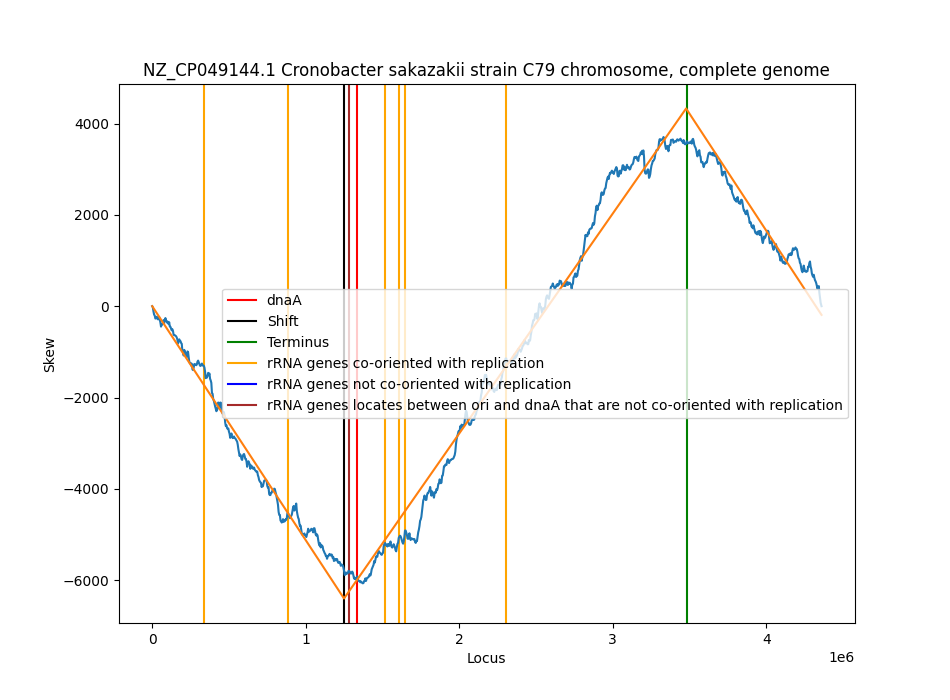 NZ_CP049144.1 Cronobacter sakazakii strain C79 chromosome, complete genome
4000
2000
0
−2000
−4000
−6000
Skew
dnaA
Shift
Terminus
rRNA genes co-oriented with replication
rRNA genes not co-oriented with replication
rRNA genes locates between ori and dnaA that are not co-oriented with replication
0 1 2 3 4
1e6
Locus